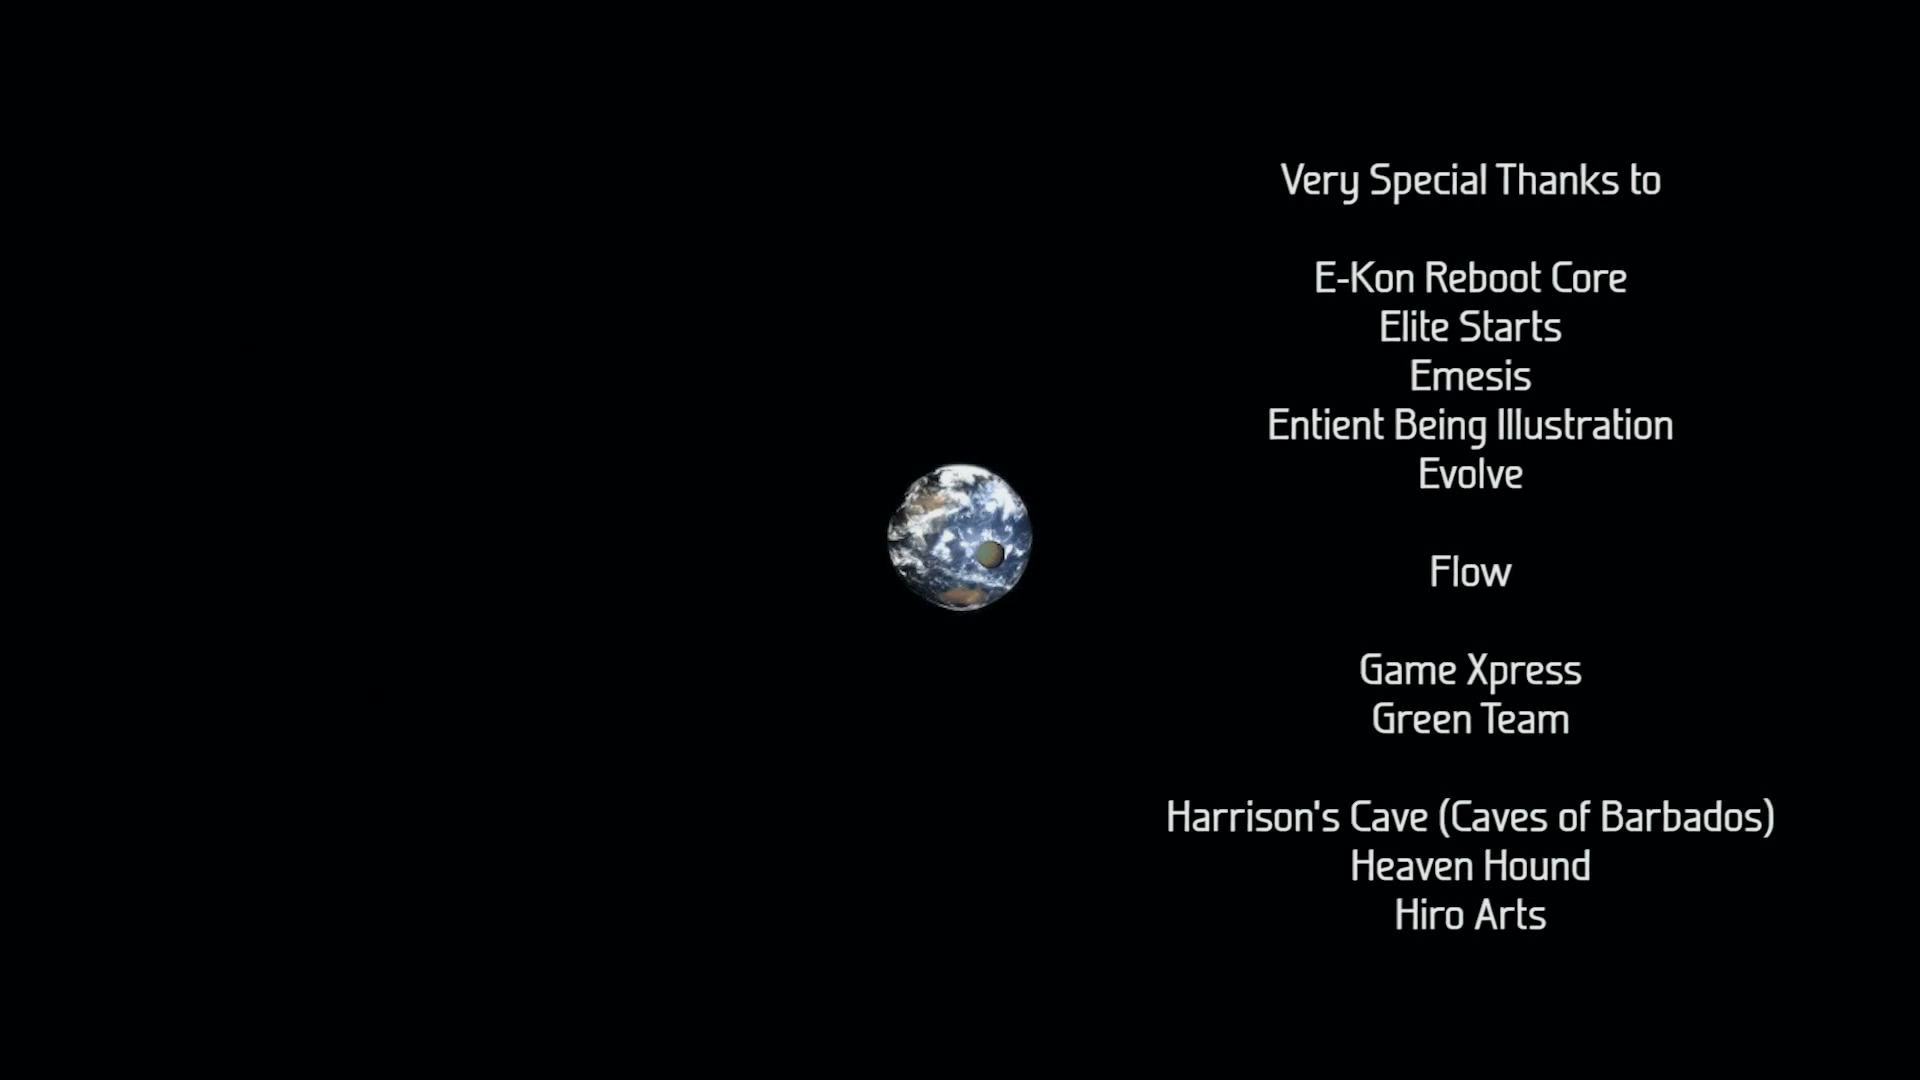 Very Special Thanks to
E-Kon Reboot Core
Elite Starts
Emesis
Entient Being Illustration
Evolve
Flow
Game Xpress
Green Team
Harrison's Cave (Caves of Barbados)
Heaven Hound
Hiro Arts